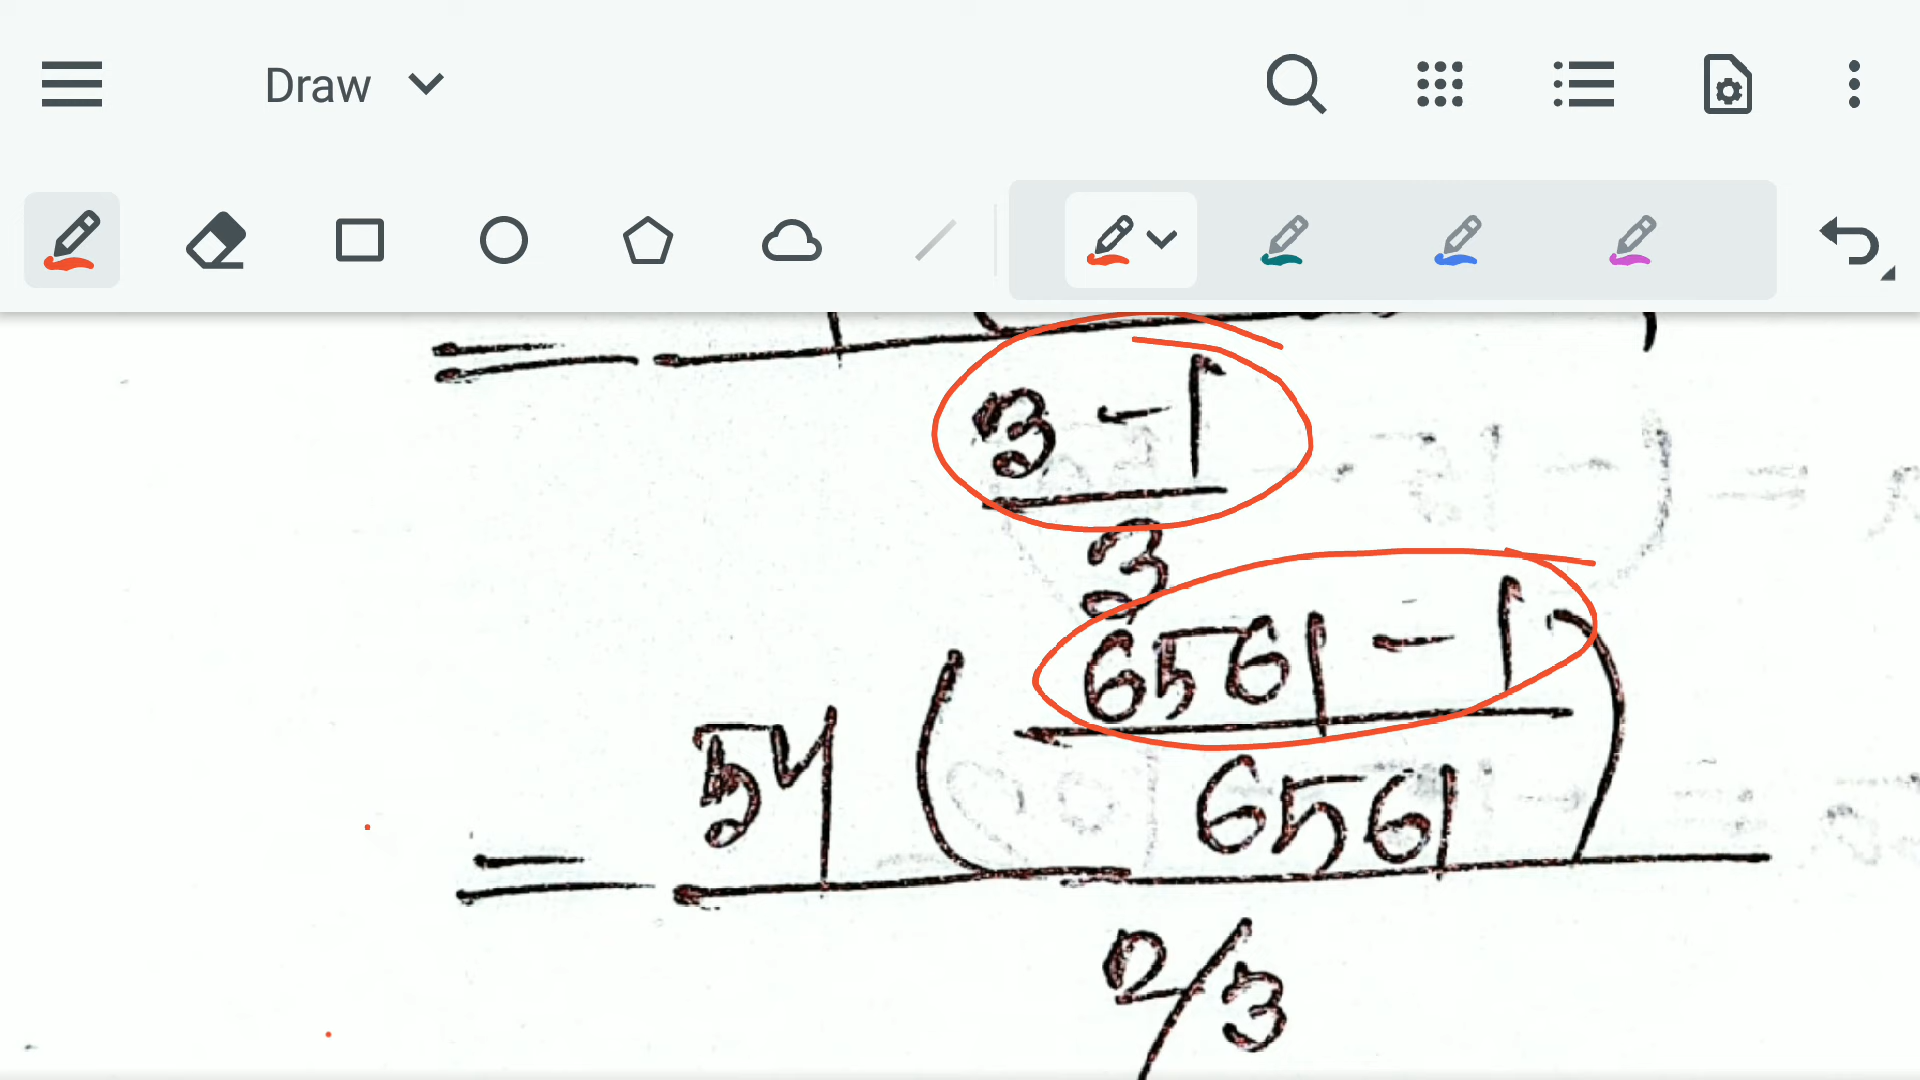 Draw
=
3 - 1
3
6561 - 1
= 54 ( )
6561
2/3